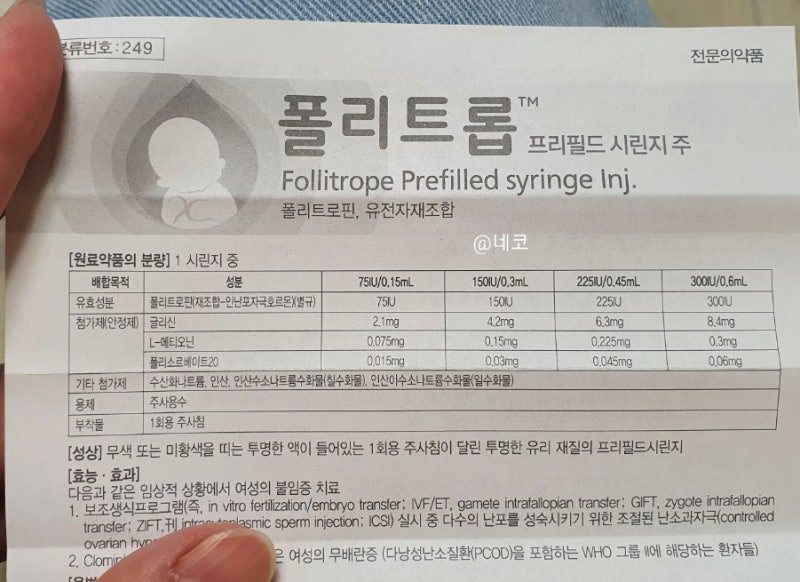 분류번호:249
전문의약품
폴리트롭™ 프리필드 시린지 주
Follitrope Prefilled syringe Inj.
폴리트로핀, 유전자재조합
@네코
[원료약품의 분량] 1 시린지 중
배합목적 성분 75IU/0.15mL 150IU/0.3mL 225IU/0.45mL 300IU/0.6mL
유효성분 폴리트로핀(재조합-인난포자극호르몬)(별규) 75IU 150IU 225IU 300IU
첨가제(안정제) 글리신 2.1mg 4.2mg 6.3mg 8.4mg
L-메티오닌 0.075mg 0.15mg 0.225mg 0.3mg
폴리소르베이트20 0.015mg 0.03mg 0.045mg 0.06mg
기타 첨가제 수산화나트륨, 인산, 인산수소나트륨수화물(칠수화물), 인산이수소나트륨수화물(일수화물)
용제 주사용수
부착물 1회용 주사침
[성상] 무색 또는 미황색을 띠는 투명한 액이 들어있는 1회용 주사침이 달린 투명한 유리 재질의 프리필드시린지
[효능·효과]
다음과 같은 임상적 상황에서 여성의 불임증 치료
1. 보조생식프로그램(즉, in vitro fertilization/embryo transfer; IVF/ET, gamete intrafallopian transfer; GIFT, zygote intrafallopian
transfer; ZIFT, sperm injection; ICSI) 실시 중 다수의 난포를 성숙시키기 위한 조절된 난소과자극(controlled
ovarian
2. 여성의 무배란증 (다낭성난소질환(PCOD)을 포함하는 WHO 그룹 II에 해당하는 환자들)